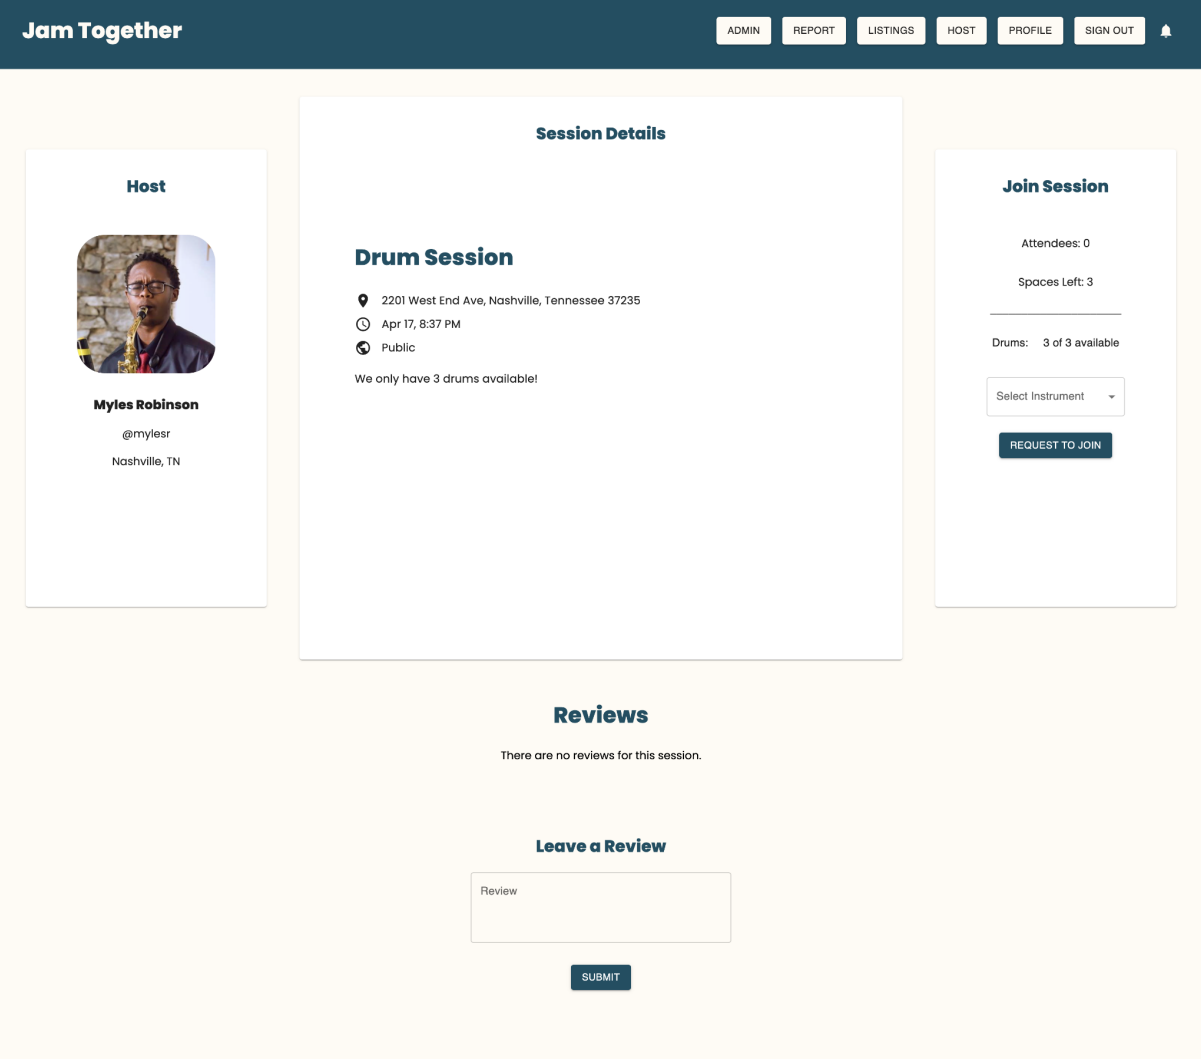 Jam Together
ADMIN
REPORT
LISTINGS
HOST
PROFILE
SIGN OUT
Host
Myles Robinson
@mylesr
Nashville, TN
Session Details
Drum Session
2201 West End Ave, Nashville, Tennessee 37235
Apr 17, 8:37 PM
Public
We only have 3 drums available!
Join Session
Attendees: 0
Spaces Left: 3
Drums: 3 of 3 available
Select Instrument
REQUEST TO JOIN
Reviews
There are no reviews for this session.
Leave a Review
Review
SUBMIT